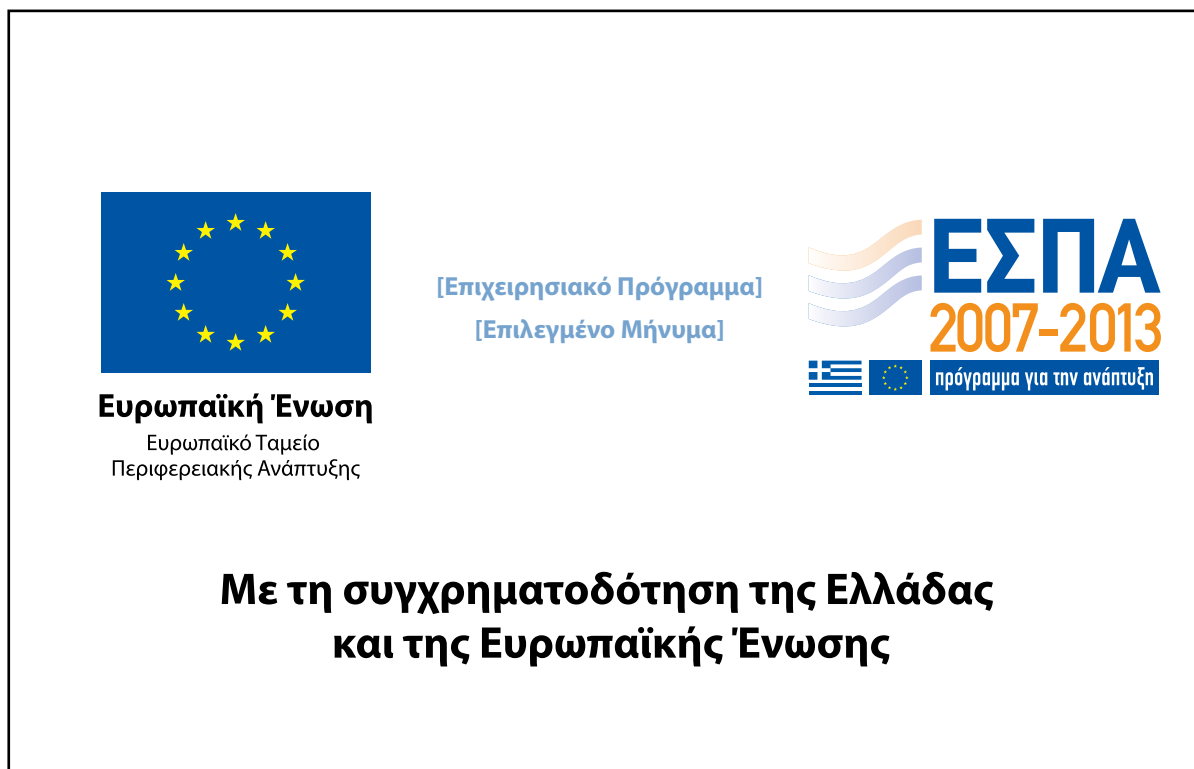 Ευρωπαϊκή Ένωση
Ευρωπαϊκό Ταμείο
Περιφερειακής Ανάπτυξης
[Επιχειρησιακό Πρόγραμμα]
[Επιλεγμένο Μήνυμα]
ΕΣΠΑ
2007-2013
πρόγραμμα για την ανάπτυξη
Με τη συγχρηματοδότηση της Ελλάδας
και της Ευρωπαϊκής Ένωσης